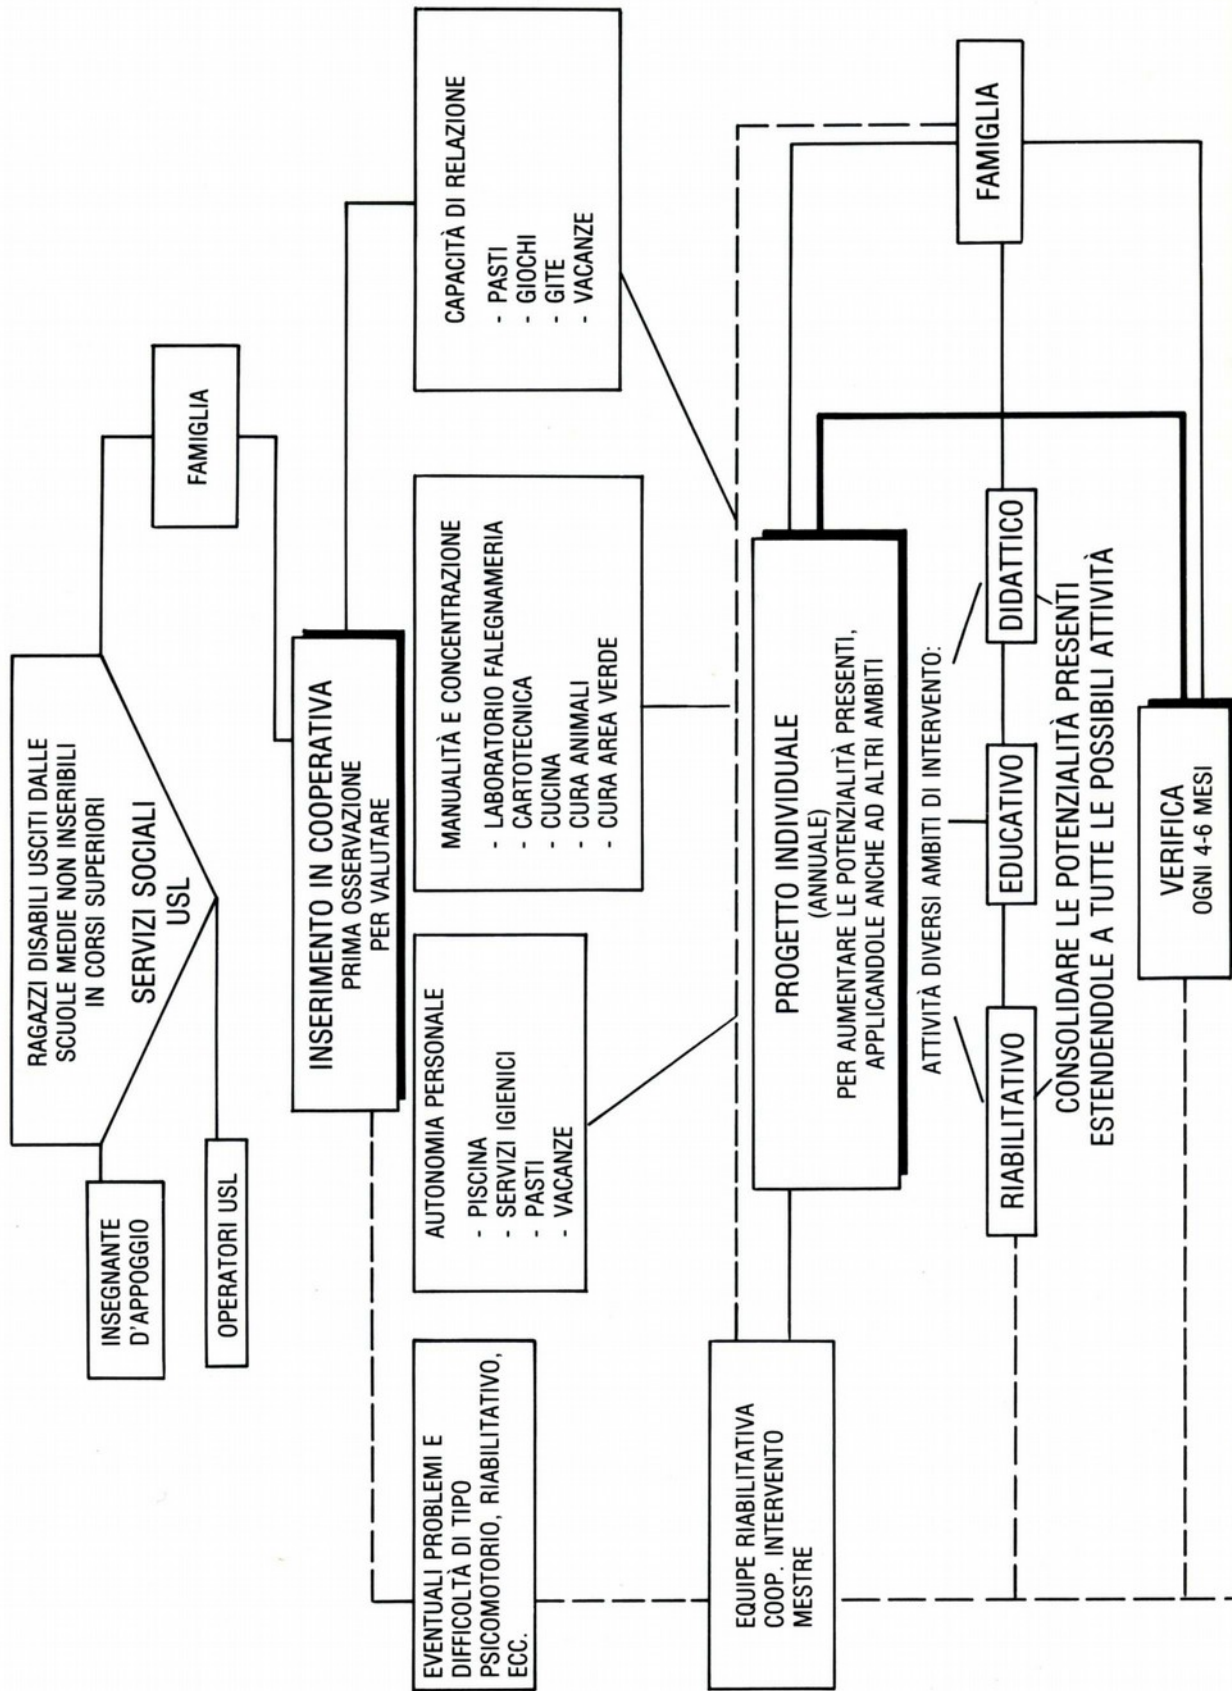 RAGAZZI DISABILI USCITI DALLE
SCUOLE MEDIE NON INSERIBILI
IN CORSI SUPERIORI
SERVIZI SOCIALI
USL
INSEGNANTE
D'APPOGGIO
OPERATORI USL
FAMIGLIA
INSERIMENTO IN COOPERATIVA
PRIMA OSSERVAZIONE
PER VALUTARE
EVENTUALI PROBLEMI E
DIFFICOLTÀ DI TIPO
PSICOMOTORIO, RIABILITATIVO,
ECC.
AUTONOMIA PERSONALE
- PISCINA
- SERVIZI IGIENICI
- PASTI
- VACANZE
MANUALITÀ E CONCENTRAZIONE
- LABORATORIO FALEGNAMERIA
- CARTOTECNICA
- CUCINA
- CURA ANIMALI
- CURA AREA VERDE
CAPACITÀ DI RELAZIONE
- PASTI
- GIOCHI
- GITE
- VACANZE
EQUIPE RIABILITATIVA
COOP. INTERVENTO
MESTRE
PROGETTO INDIVIDUALE
(ANNUALE)
PER AUMENTARE LE POTENZIALITÀ PRESENTI,
APPLICANDOLE ANCHE AD ALTRI AMBITI
FAMIGLIA
ATTIVITÀ DIVERSI AMBITI DI INTERVENTO:
RIABILITATIVO
EDUCATIVO
DIDATTICO
CONSOLIDARE LE POTENZIALITÀ PRESENTI
ESTENDENDOLE A TUTTE LE POSSIBILI ATTIVITÀ
VERIFICA
OGNI 4-6 MESI